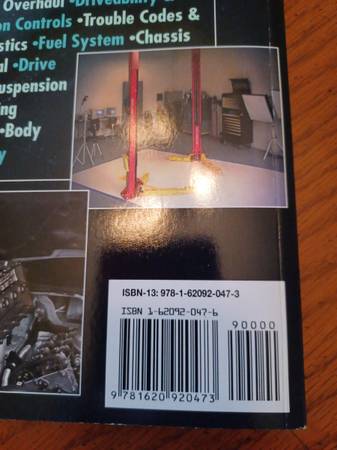 Overhaul •Driveability &
on Controls •Trouble Codes &
stics •Fuel System •Chassis
al •Drive
uspension
ing
•Body
y
ISBN-13: 978-1-62092-047-3
ISBN 1-62092-047-6
90000
9 781620 920473